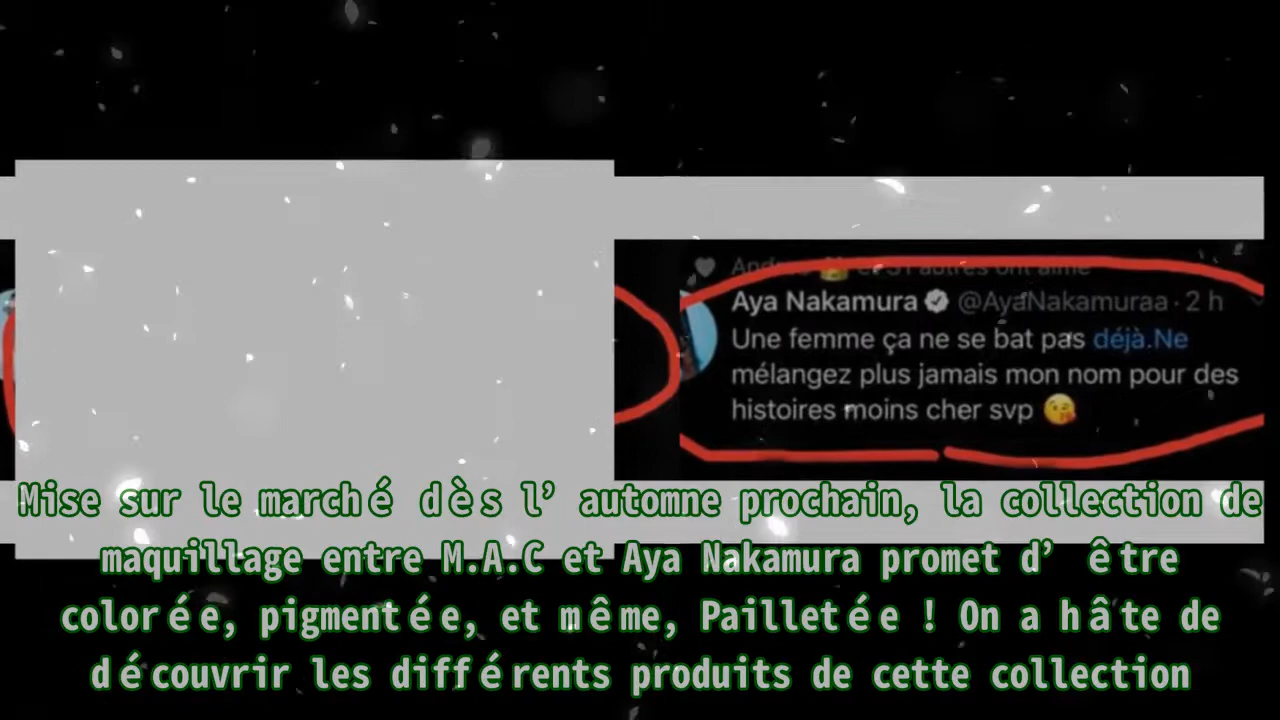 Aya Nakamura @AyaNakamuraa · 2 h
Une femme ça ne se bat pas déjà.Ne
mélangez plus jamais mon nom pour des
histoires moins cher svp 😘
Mise sur le marché dès l’ automne prochain, la collection de
maquillage entre M.A.C et Aya Nakamura promet d’ être
colorée, pigmentée, et même, Pailletée ! On a hâte de
découvrir les différents produits de cette collection